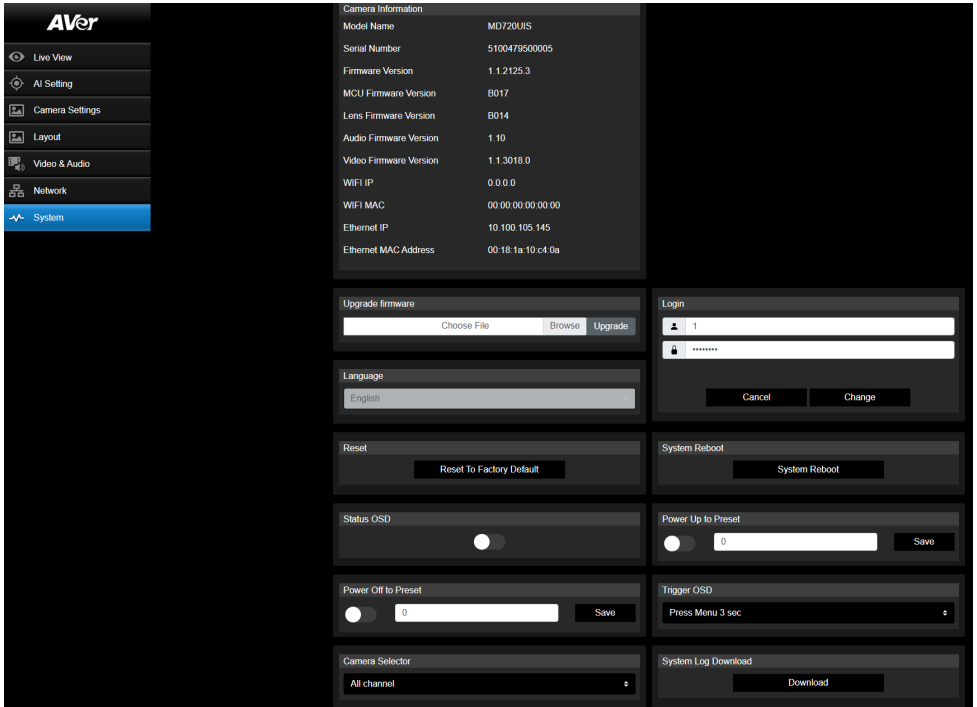 AVer
Live View
AI Setting
Camera Settings
Layout
Video & Audio
Network
System
Camera Information
Model Name MD720UIS
Serial Number 5100479500005
Firmware Version 1.1.2125.3
MCU Firmware Version B017
Lens Firmware Version B014
Audio Firmware Version 1.10
Video Firmware Version 1.1.3018.0
WIFI IP 0.0.0.0
WIFI MAC 00:00:00:00:00:00
Ethernet IP 10.100.105.145
Ethernet MAC Address 00:18:1a:10:c4:0a
Upgrade firmware
Choose File Browse Upgrade
Login
1
••••••••
Cancel Change
Language
English
Reset
Reset To Factory Default
System Reboot
System Reboot
Status OSD
Power Up to Preset
0 Save
Power Off to Preset
0 Save
Trigger OSD
Press Menu 3 sec
Camera Selector
All channel
System Log Download
Download